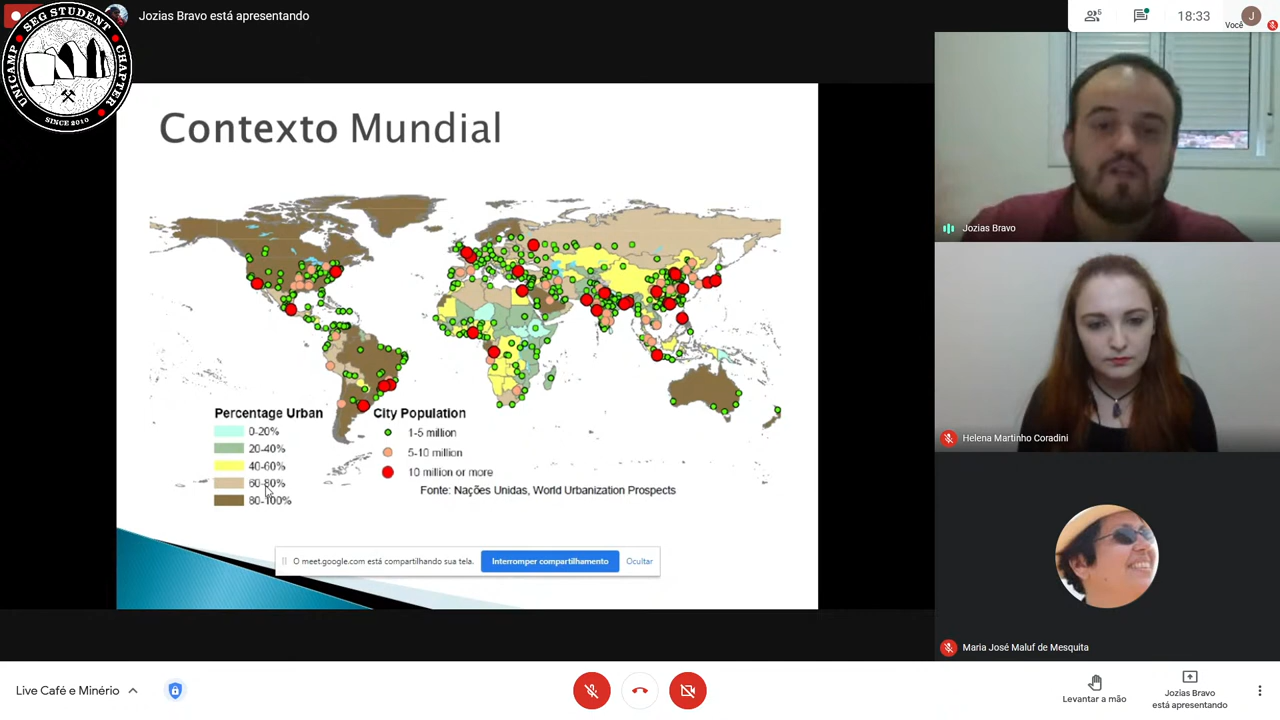 Jozias Bravo está apresentando
SEG STUDENT CHAPTER
UNICAMP
SINCE 2010
5
18:33
Você
J
Contexto Mundial
Percentage Urban
0-20%
20-40%
40-60%
60-80%
80-100%
City Population
1-5 million
5-10 million
10 million or more
Fonte: Nações Unidas, World Urbanization Prospects
O meet.google.com está compartilhando sua tela.
Interromper compartilhamento
Ocultar
Jozias Bravo
Helena Martinho Coradini
Maria José Maluf de Mesquita
Live Café e Minério
Levantar a mão
Jozias Bravo
está apresentando